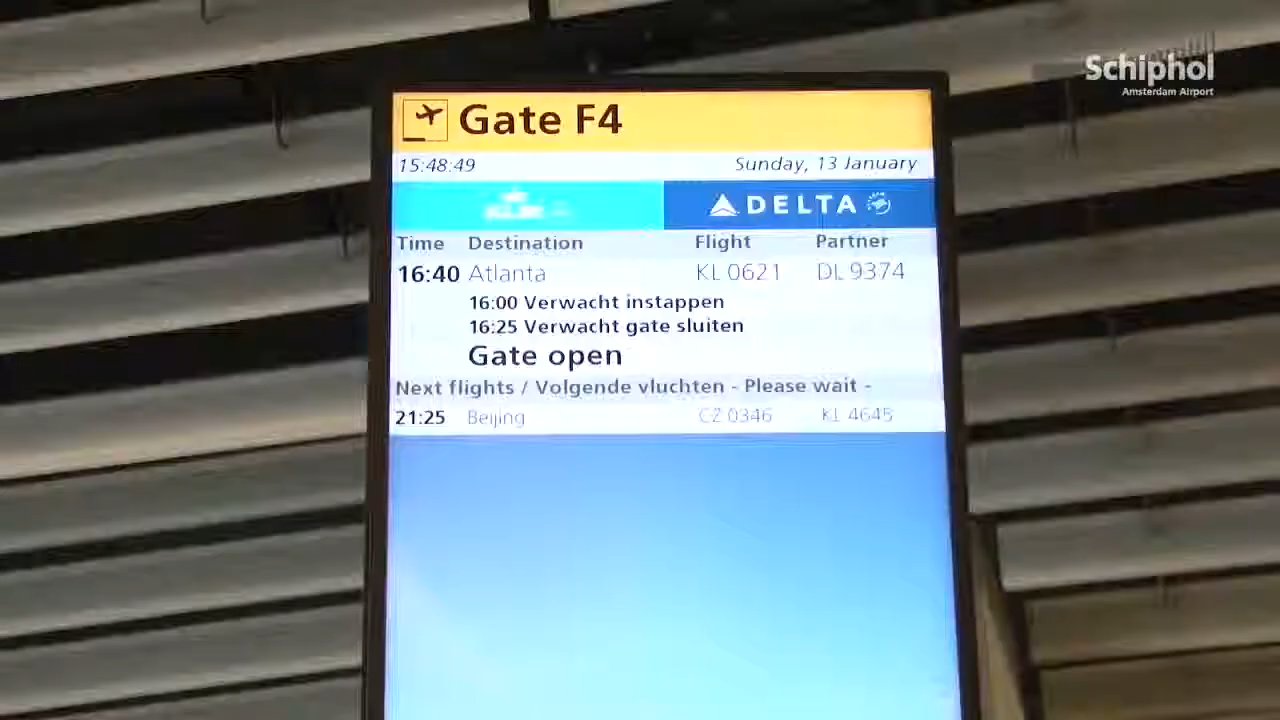 Schiphol
Amsterdam Airport
Gate F4
15:48:49 Sunday, 13 January
KLM DELTA
Time Destination Flight Partner
16:40 Atlanta KL 0621 DL 9374
16:00 Verwacht instappen
16:25 Verwacht gate sluiten
Gate open
Next flights / Volgende vluchten - Please wait -
21:25 Beijing CZ 0346 KL 4645